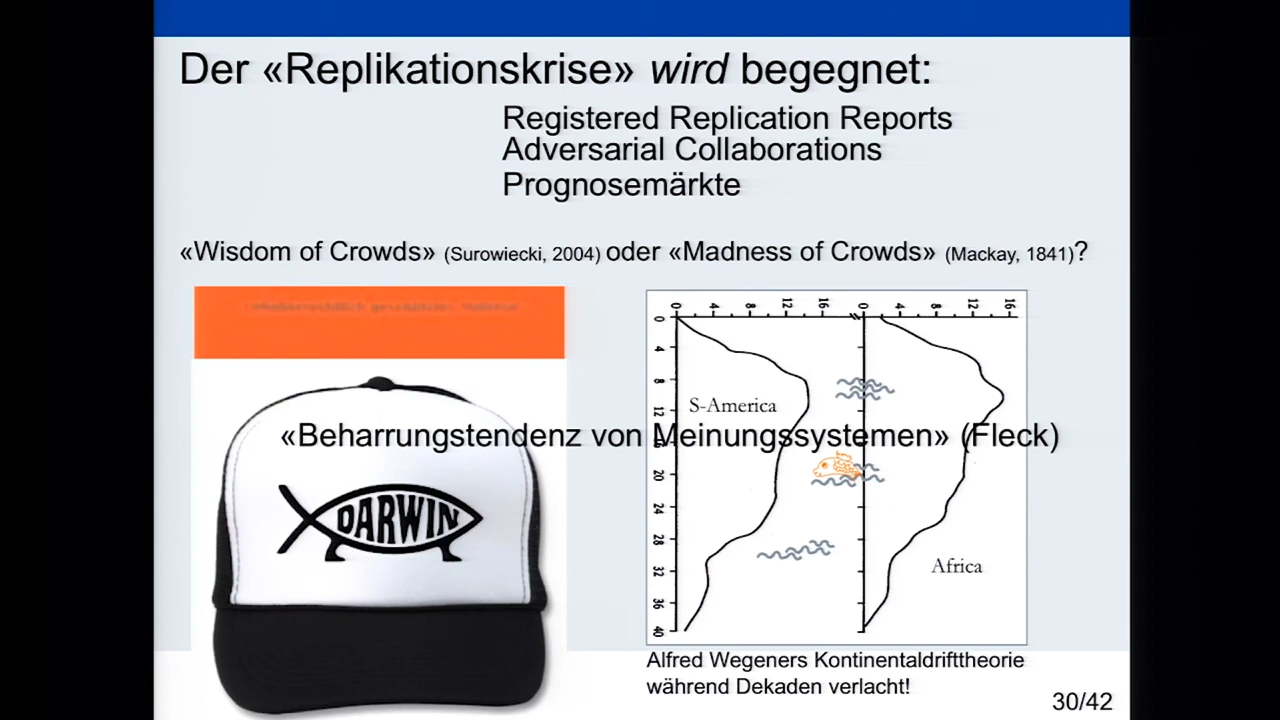 Der «Replikationskrise» wird begegnet:
Registered Replication Reports
Adversarial Collaborations
Prognosemärkte
«Wisdom of Crowds» (Surowiecki, 2004) oder «Madness of Crowds» (Mackay, 1841)?
0 4 8 12 16 0 4 8 12 16
0
4
8
12
20
24
28
32
36
40
S-America
«Beharrungstendenz von Meinungssystemen» (Fleck)
DARWIN
Africa
Alfred Wegeners Kontinentaldrifttheorie
während Dekaden verlacht!
30/42